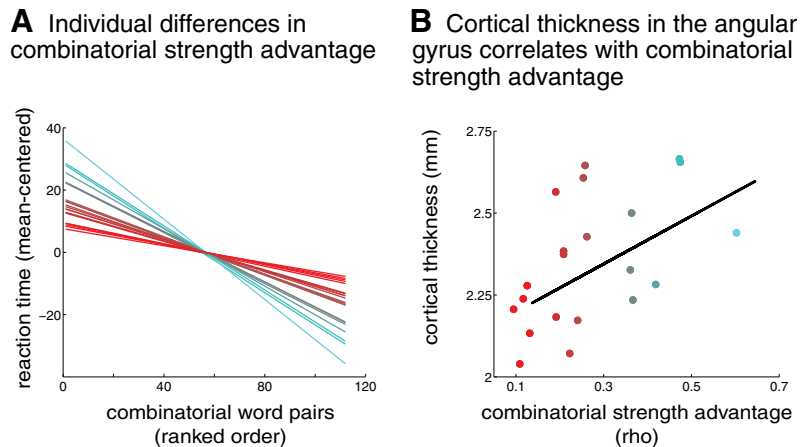 A Individual differences in
combinatorial strength advantage
40
20
0
−20
0
40
80
120
reaction time (mean-centered)
combinatorial word pairs
(ranked order)
B Cortical thickness in the angular
gyrus correlates with combinatorial
strength advantage
2.75
2.5
2.25
2
0.1
0.3
0.5
0.7
cortical thickness (mm)
combinatorial strength advantage
(rho)